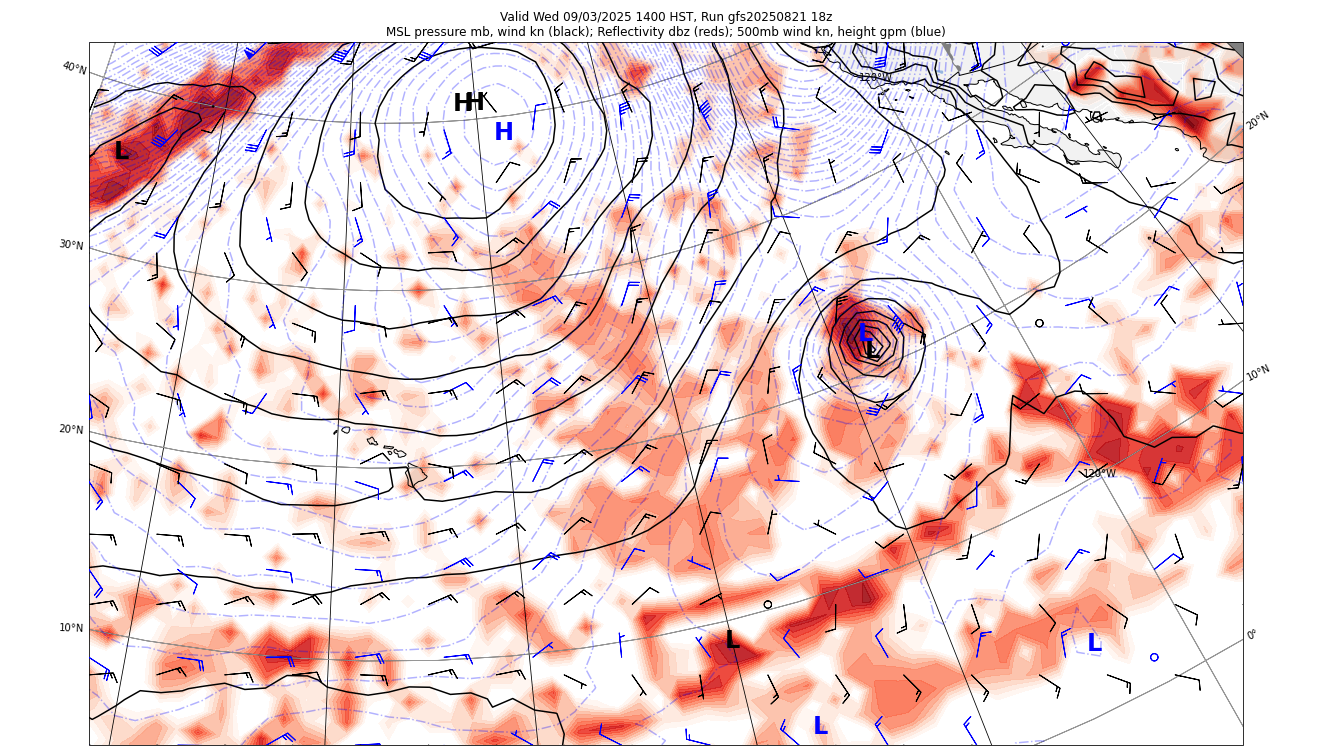 Valid Wed 09/03/2025 1400 HST, Run gfs20250821 18z
MSL pressure mb, wind kn (black); Reflectivity dbz (reds); 500mb wind kn, height gpm (blue)
40°N
120°W
HH
H
20°N
L
30°N
L
L
10°N
20°N
120°W
10°N
0°
L
L
L